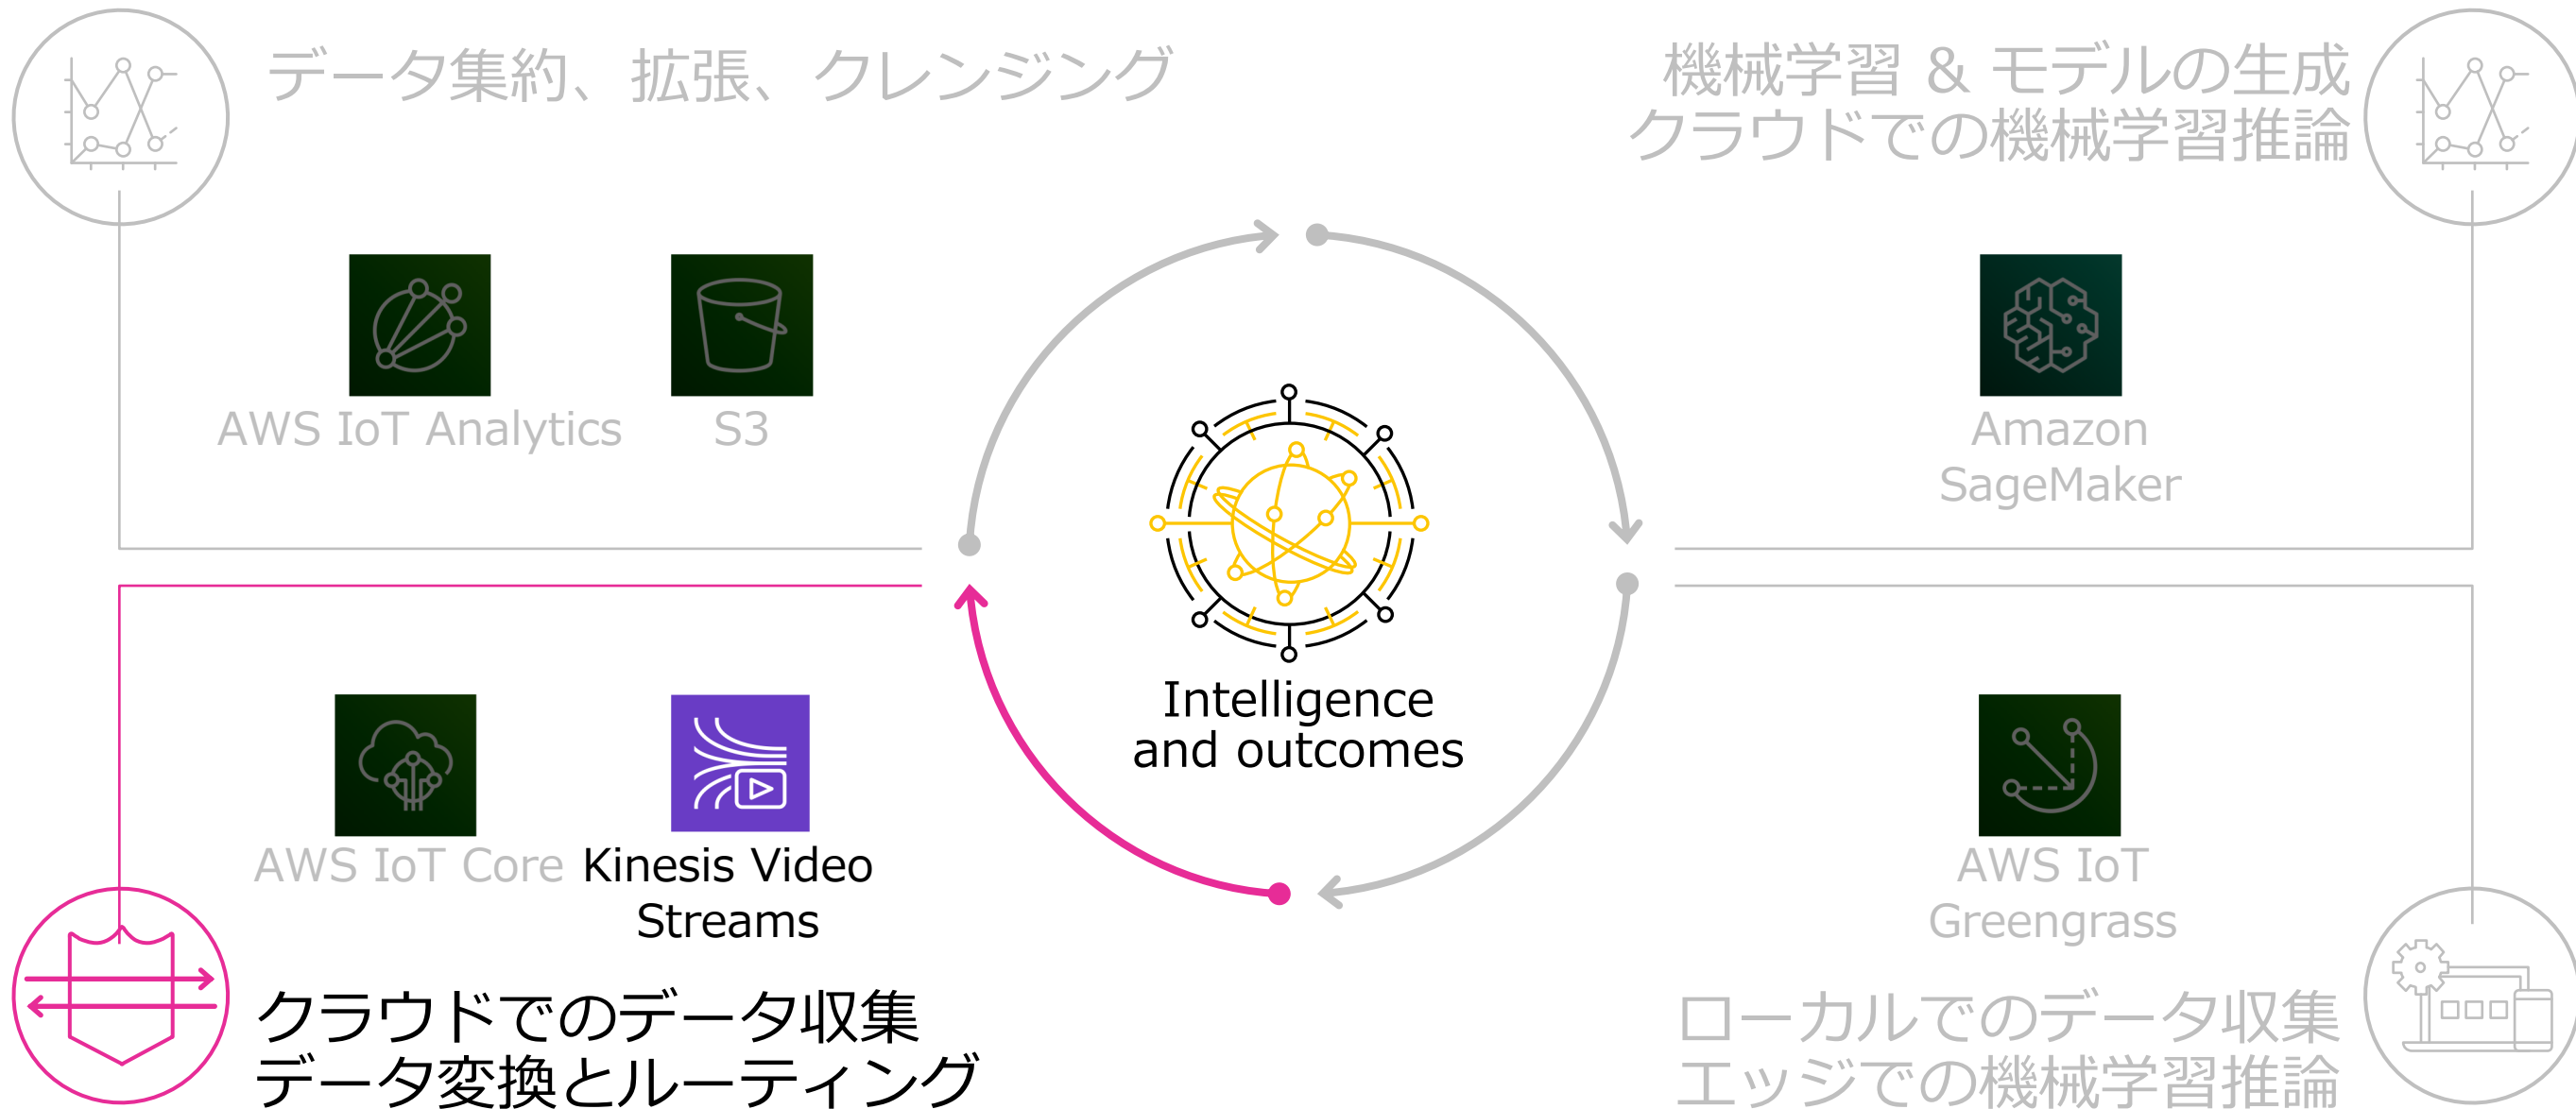 データ集約、拡張、クレンジング
機械学習 & モデルの生成
クラウドでの機械学習推論
AWS IoT Analytics
S3
Amazon
SageMaker
Intelligence
and outcomes
AWS IoT Core
Kinesis Video
Streams
AWS IoT
Greengrass
クラウドでのデータ収集
データ変換とルーティング
ローカルでのデータ収集
エッジでの機械学習推論